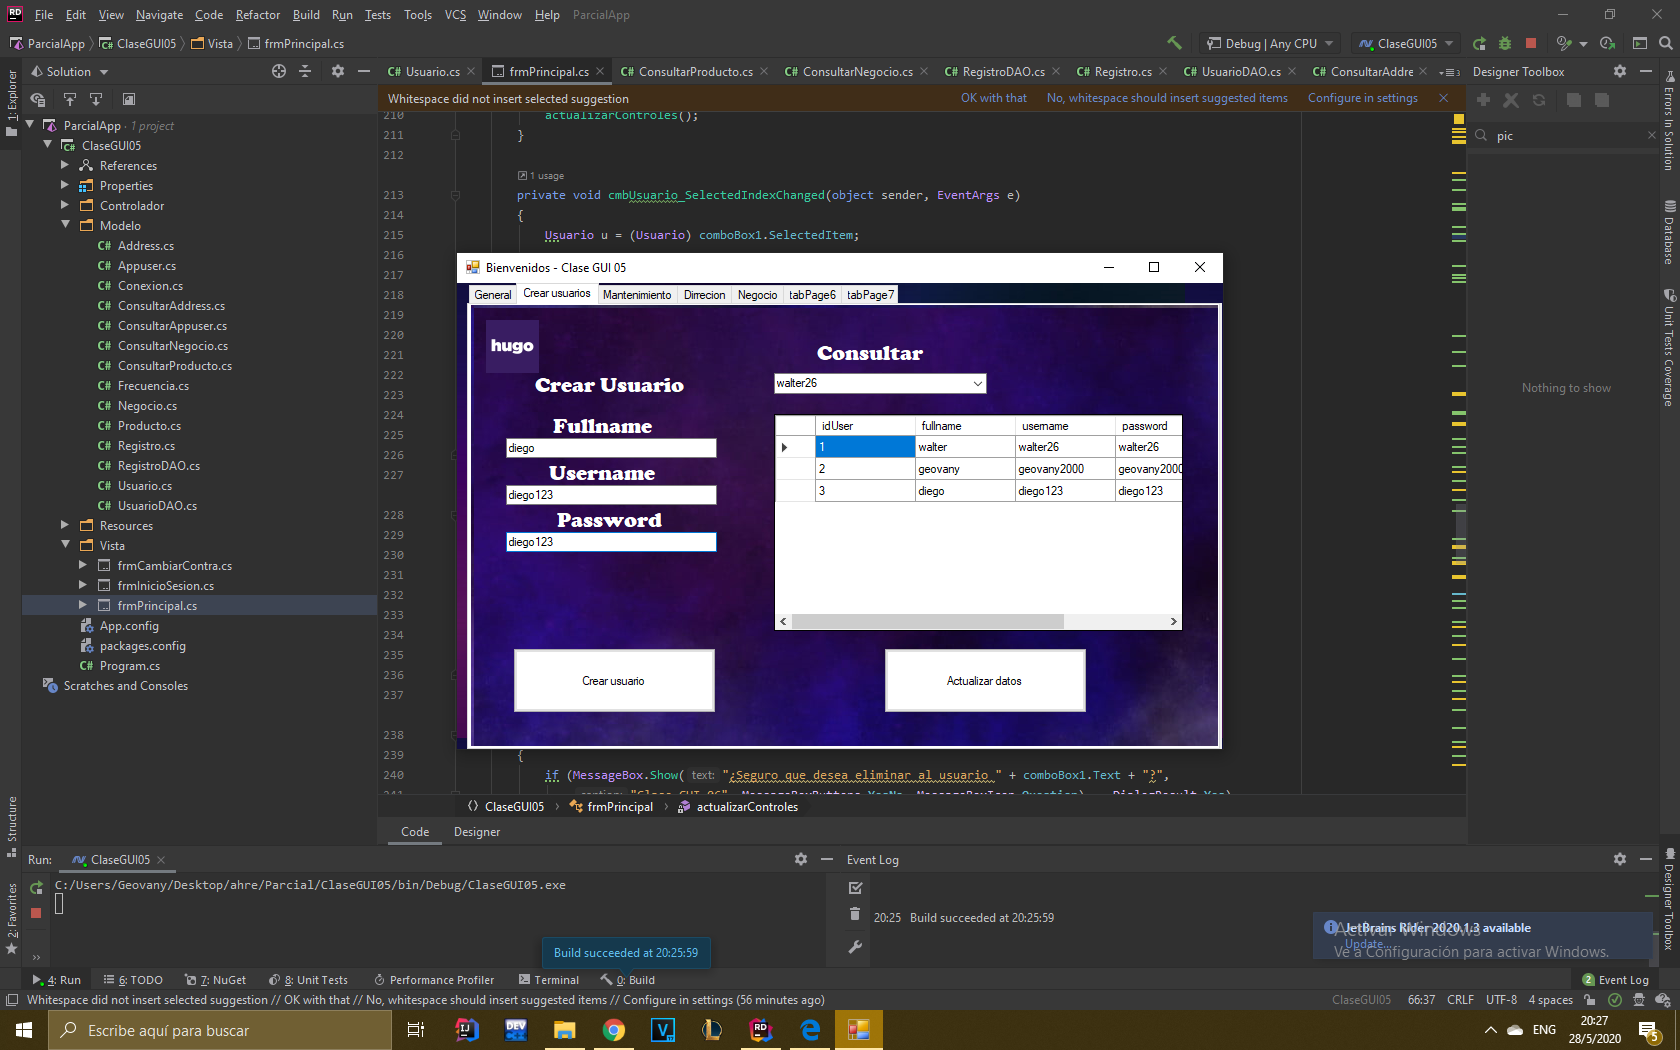 File Edit View Navigate Code Refactor Build Run Tests Tools VCS Window Help ParcialApp
ParcialApp ClaseGUI05 Vista frmPrincipal.cs
Debug | Any CPU ClaseGUI05
1: Explorer
Solution
Usuario.cs frmPrincipal.cs ConsultarProducto.cs ConsultarNegocio.cs RegistroDAO.cs Registro.cs UsuarioDAO.cs ConsultarAddre
Designer Toolbox
Whitespace did not insert selected suggestion OK with that No, whitespace should insert suggested items Configure in settings
pic
Nothing to show
Errors In Solution
Database
Unit Tests Coverage
Designer Toolbox
ParcialApp · 1 project
ClaseGUI05
References
Properties
Controlador
Modelo
Address.cs
Appuser.cs
Conexion.cs
ConsultarAddress.cs
ConsultarAppuser.cs
ConsultarNegocio.cs
ConsultarProducto.cs
Frecuencia.cs
Negocio.cs
Producto.cs
Registro.cs
RegistroDAO.cs
Usuario.cs
UsuarioDAO.cs
Resources
Vista
frmCambiarContra.cs
frmInicioSesion.cs
frmPrincipal.cs
App.config
packages.config
Program.cs
Scratches and Consoles
210 actualizarControles();
211 }
212
1 usage
213 private void cmbUsuario_SelectedIndexChanged(object sender, EventArgs e)
214 {
215 Usuario u = (Usuario) comboBox1.SelectedItem;
216
217
218
219
220
221
222
223
224
225
226
227
228
229
230
231
232
233
234
235
236
237
238
239 {
240 if (MessageBox.Show( text: "¿Seguro que desea eliminar al usuario " + comboBox1.Text + "?",
Bienvenidos - Clase GUI 05
General Crear usuarios Mantenimiento Dirrecion Negocio tabPage6 tabPage7
hugo
Crear Usuario
Fullname
diego
Username
diego123
Password
diego123
Crear usuario
Consultar
walter26
idUser fullname username password
1 walter walter26 walter26
2 geovany geovany2000 geovany2000
3 diego diego123 diego123
Actualizar datos
ClaseGUI05 frmPrincipal actualizarControles
Code Designer
Structure
2: Favorites
Run: ClaseGUI05
C:/Users/Geovany/Desktop/ahre/Parcial/ClaseGUI05/bin/Debug/ClaseGUI05.exe
Event Log
20:25 Build succeeded at 20:25:59
JetBrains Rider 2020.1.3 available
Update...
Activar Windows
Ve a Configuración para activar Windows.
Build succeeded at 20:25:59
4: Run 6: TODO 7: NuGet 8: Unit Tests Performance Profiler Terminal 0: Build 2 Event Log
Whitespace did not insert selected suggestion // OK with that // No, whitespace should insert suggested items // Configure in settings (56 minutes ago) ClaseGUI05 66:37 CRLF UTF-8 4 spaces
Escribe aquí para buscar
ENG
20:27
28/5/2020
5